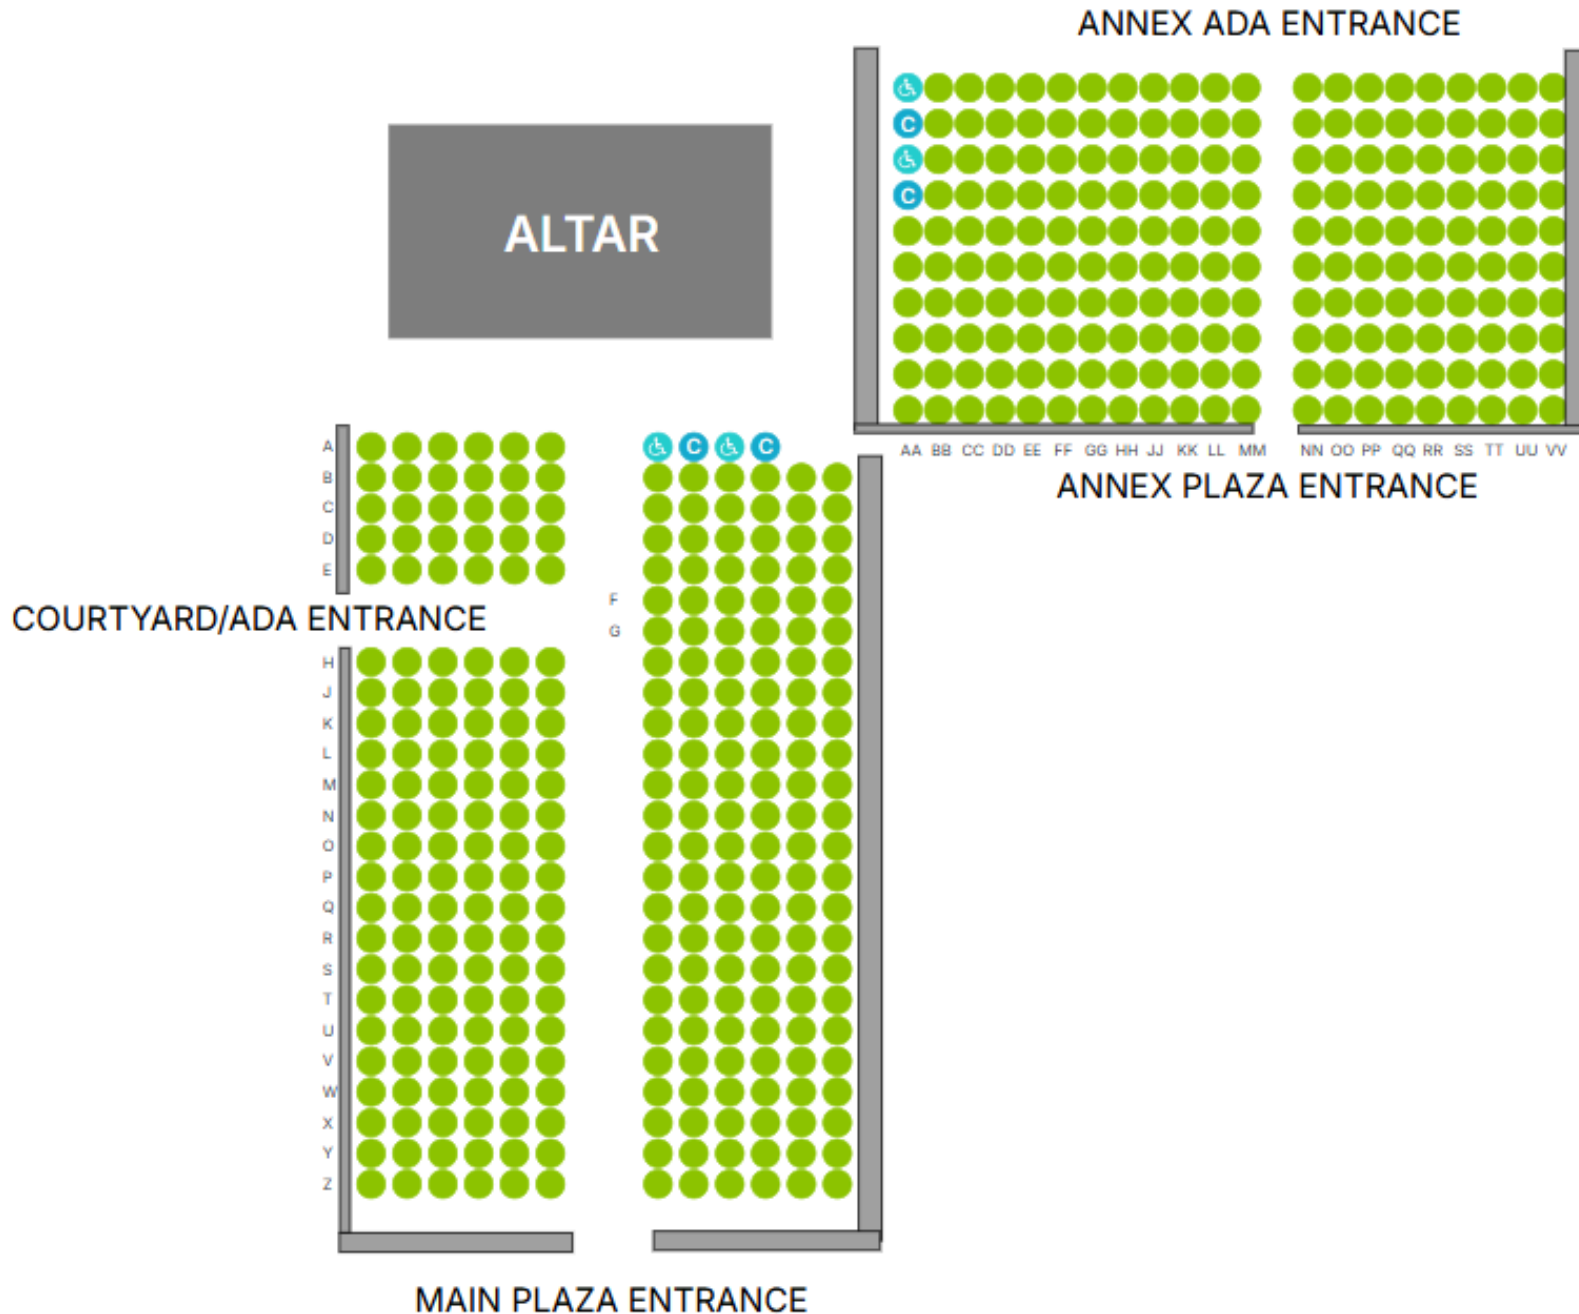 ANNEX ADA ENTRANCE
C
C
ALTAR
AA BB CC DD EE FF GG HH JJ KK LL MM NN OO PP QQ RR SS TT UU VV
ANNEX PLAZA ENTRANCE
A C C
B
C
D
E
F
COURTYARD/ADA ENTRANCE
G
H
J
K
L
M
N
O
P
Q
R
S
T
U
V
W
X
Y
Z
MAIN PLAZA ENTRANCE